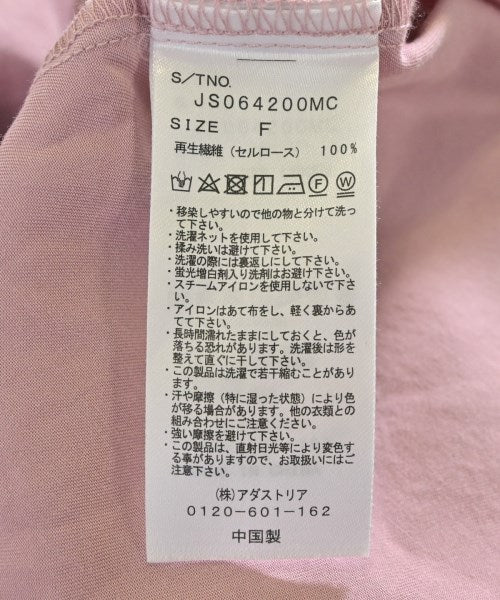 S/TNO.
JS064200MC
SIZE F
再生繊維 (セルロース) 100%
・移染しやすいので他の物と分けて洗っ
て下さい。
・洗濯ネットを使用して下さい。
・揉み洗いは避けて下さい。
・洗濯の際には裏返しにして下さい。
・蛍光増白剤入り洗剤はお避け下さい。
・スチームアイロンを使用しないで下さ
い。
・アイロンはあて布をし、軽く裏からあ
てて下さい。
・長時間濡れたままにしておくと、色が
落ちる恐れがあります。洗濯後は形を
整えて直ぐに干して下さい。
・この製品は洗濯で若干縮むことがあり
ます。
・汗や摩擦 (特に湿った状態) により色
が移る場合があります。他の衣類との
組み合わせにご注意ください。
・強い摩擦を避けて下さい。
・この製品は、直射日光等により変色す
る事がありますので、お取扱いにはご
注意下さい。
(株) アダストリア
0120-601-162
中国製